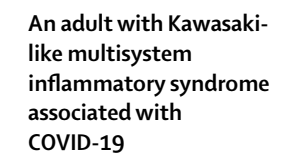 An adult with Kawasaki-
like multisystem
inflammatory syndrome
associated with
COVID-19